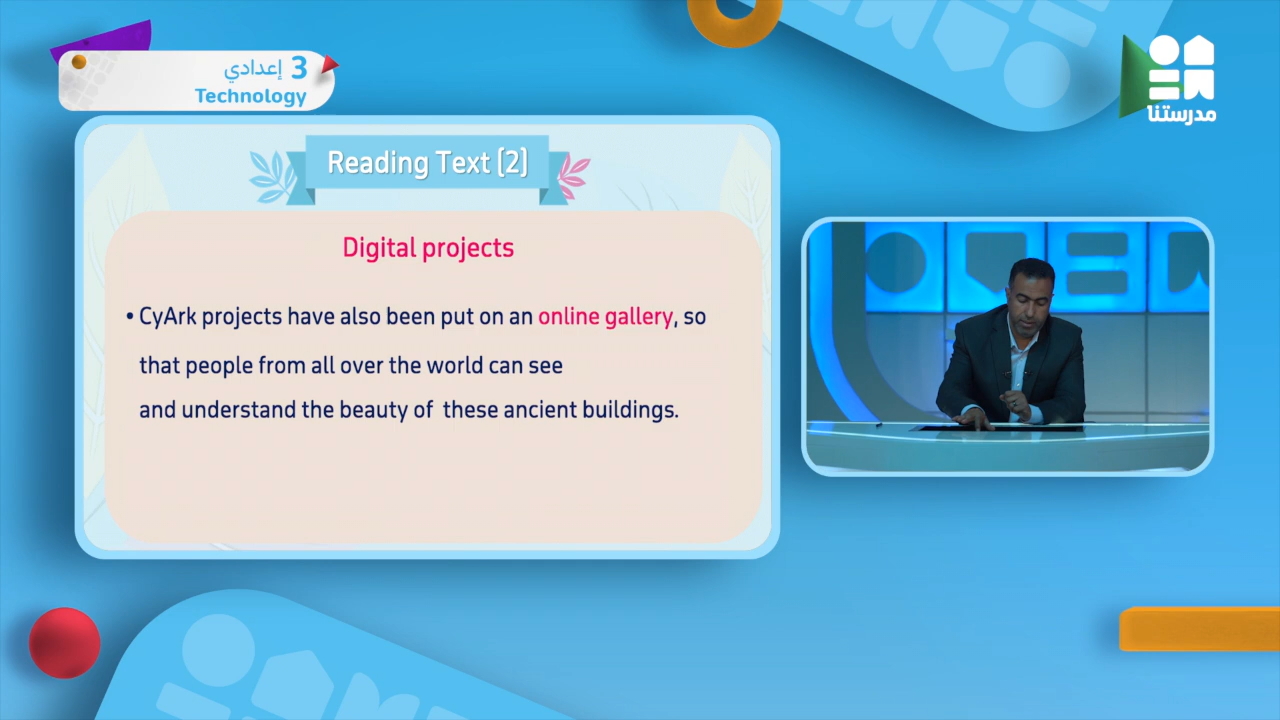 3 إعدادي
Technology
مدرستنا
Reading Text (2)
Digital projects
• CyArk projects have also been put on an online gallery, so
that people from all over the world can see
and understand the beauty of these ancient buildings.